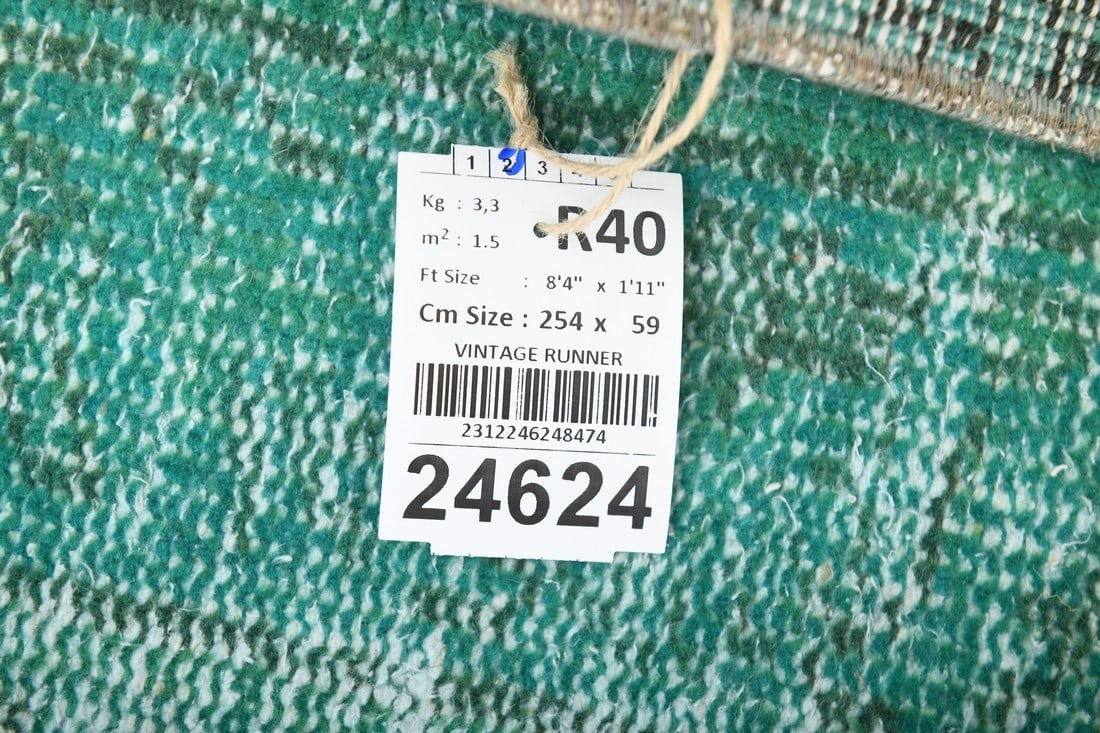 1 2 3
Kg : 3,3
R40
m² : 1.5
Ft Size : 8'4" x 1'11"
Cm Size : 254 x 59
VINTAGE RUNNER
2312246248474
24624